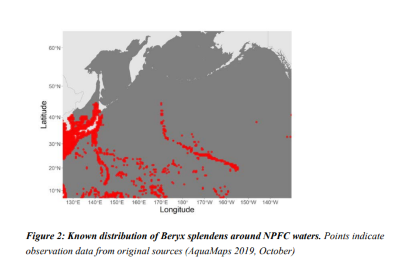 60°N
50°N
40°N
30°N
20°N
10°N
Latitude
130°E 140°E 150°E 160°E 170°E 180°W 170°W 160°W 150°W 140°W
Longitude
Figure 2: Known distribution of Beryx splendens around NPFC waters. Points indicate
observation data from original sources (AquaMaps 2019, October)